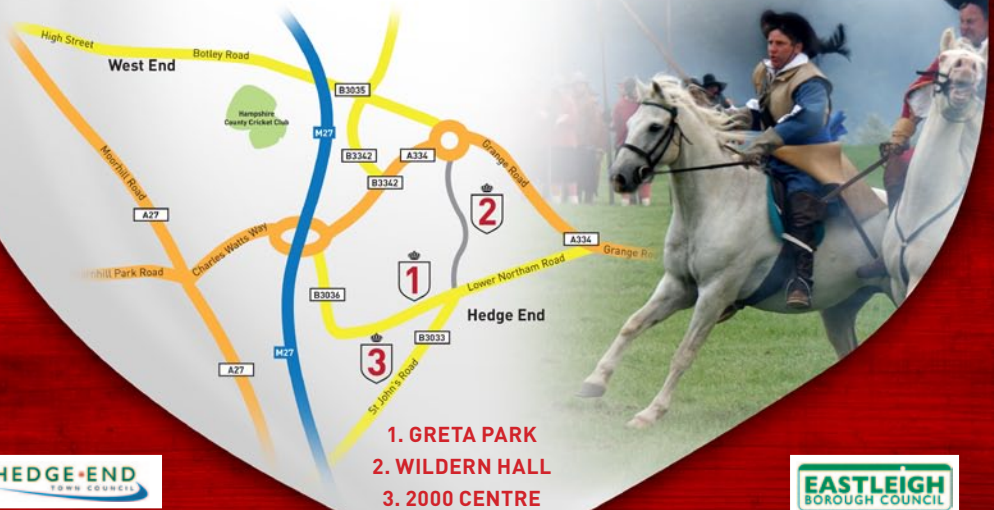 High Street
Botley Road
West End
B3035
Hampshire
County Cricket Club
M27
B3342
A334
B3342
Grange Road
Moorhill Road
2
A27
Charles Watts Way
A334
Grange
hill Park Road
1
Lower Northam Road
B3036
Hedge End
B3033
M27
3
A27
St John's Road
1. GRETA PARK
2. WILDERN HALL
3. 2000 CENTRE
HEDGE END
TOWN COUNCIL
EASTLEIGH
BOROUGH COUNCIL